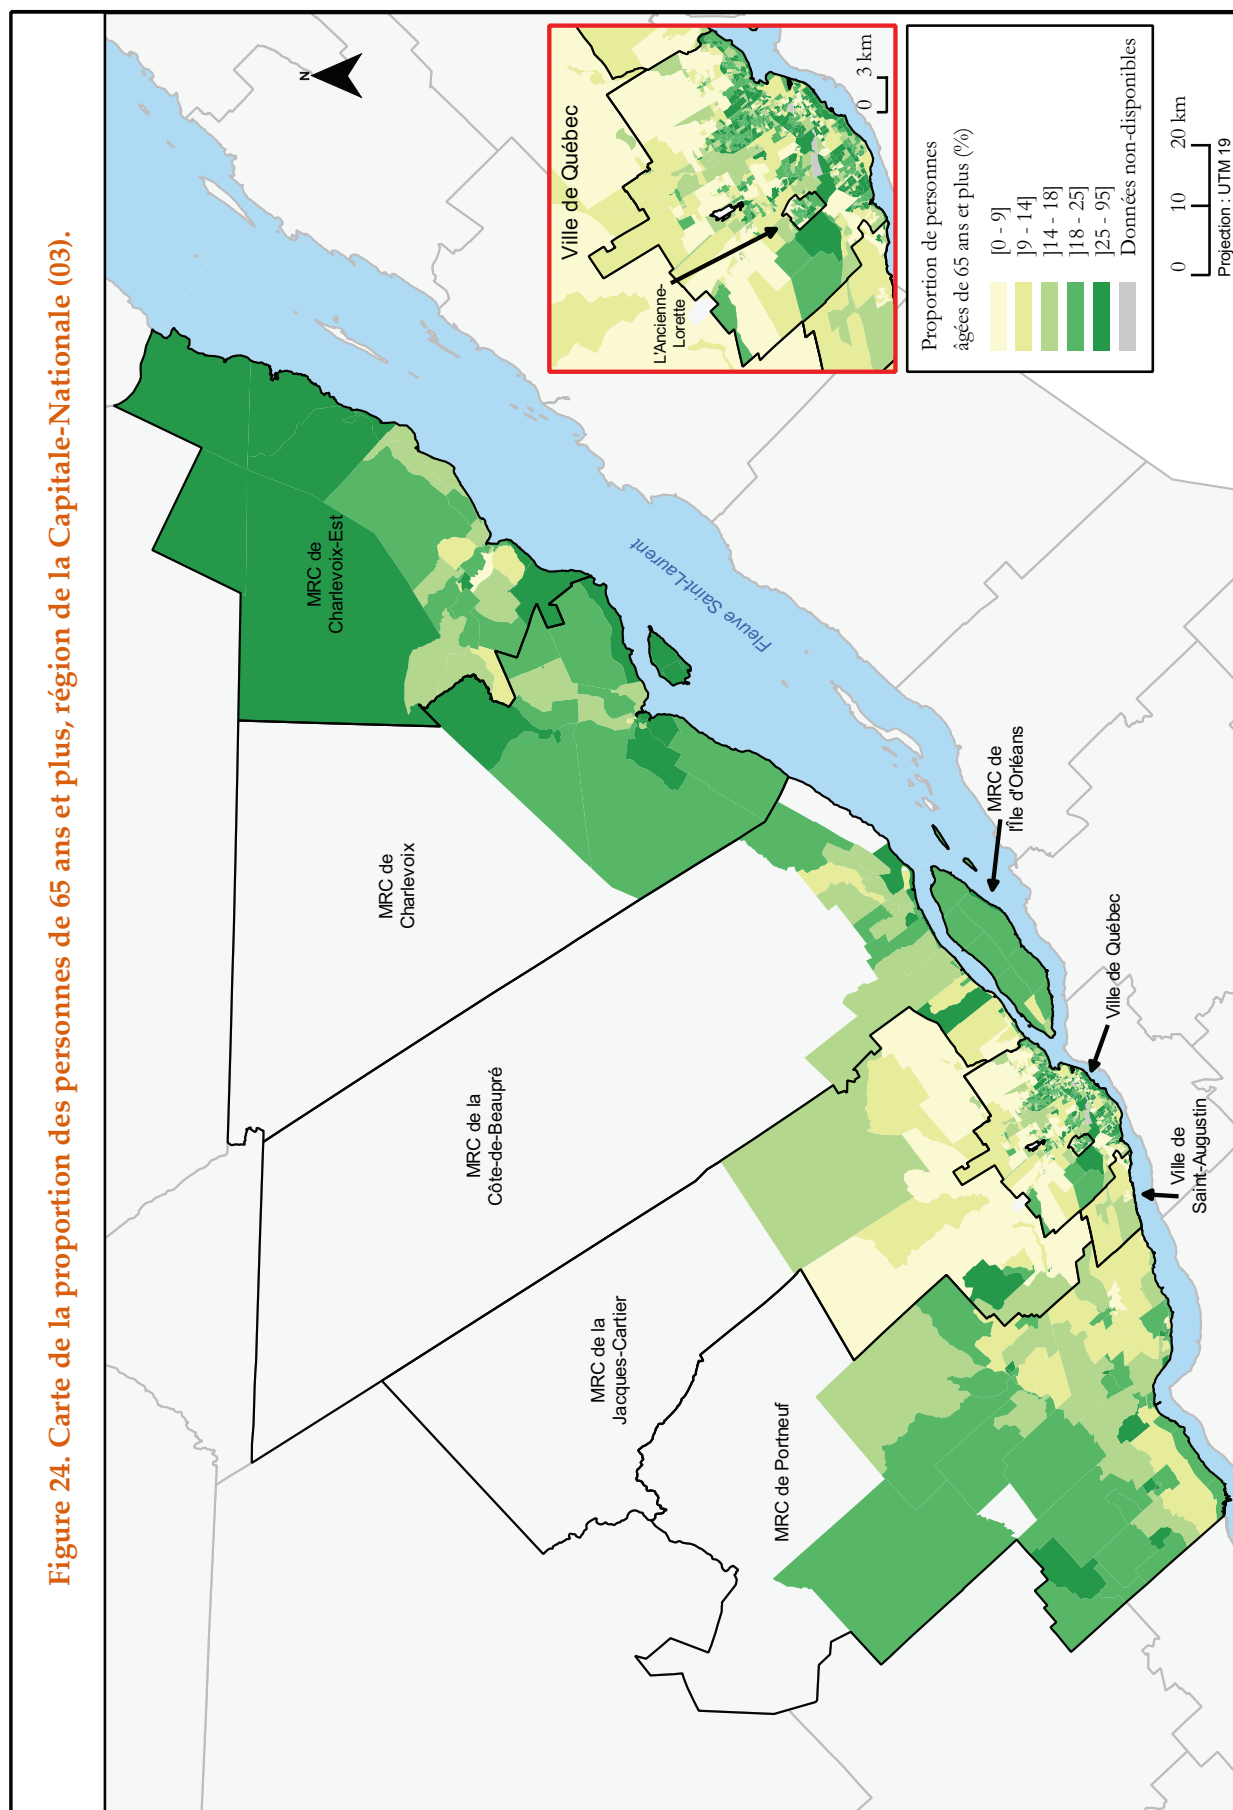 Figure 24. Carte de la proportion des personnes de 65 ans et plus, région de la Capitale-Nationale (03).
N
MRC de
Charlevoix-Est
MRC de
Charlevoix
MRC de la
Côte-de-Beaupré
MRC de la
Jacques-Cartier
MRC de Portneuf
Fleuve Saint-Laurent
MRC de
l'Île d'Orléans
Ville de Québec
Ville de
Saint-Augustin
Ville de Québec
L'Ancienne-
Lorette
0 3 km
Proportion de personnes
âgées de 65 ans et plus (%)
[0 - 9]
]9 - 14]
]14 - 18]
]18 - 25]
]25 - 95]
Données non-disponibles
0 10 20 km
Projection : UTM 19